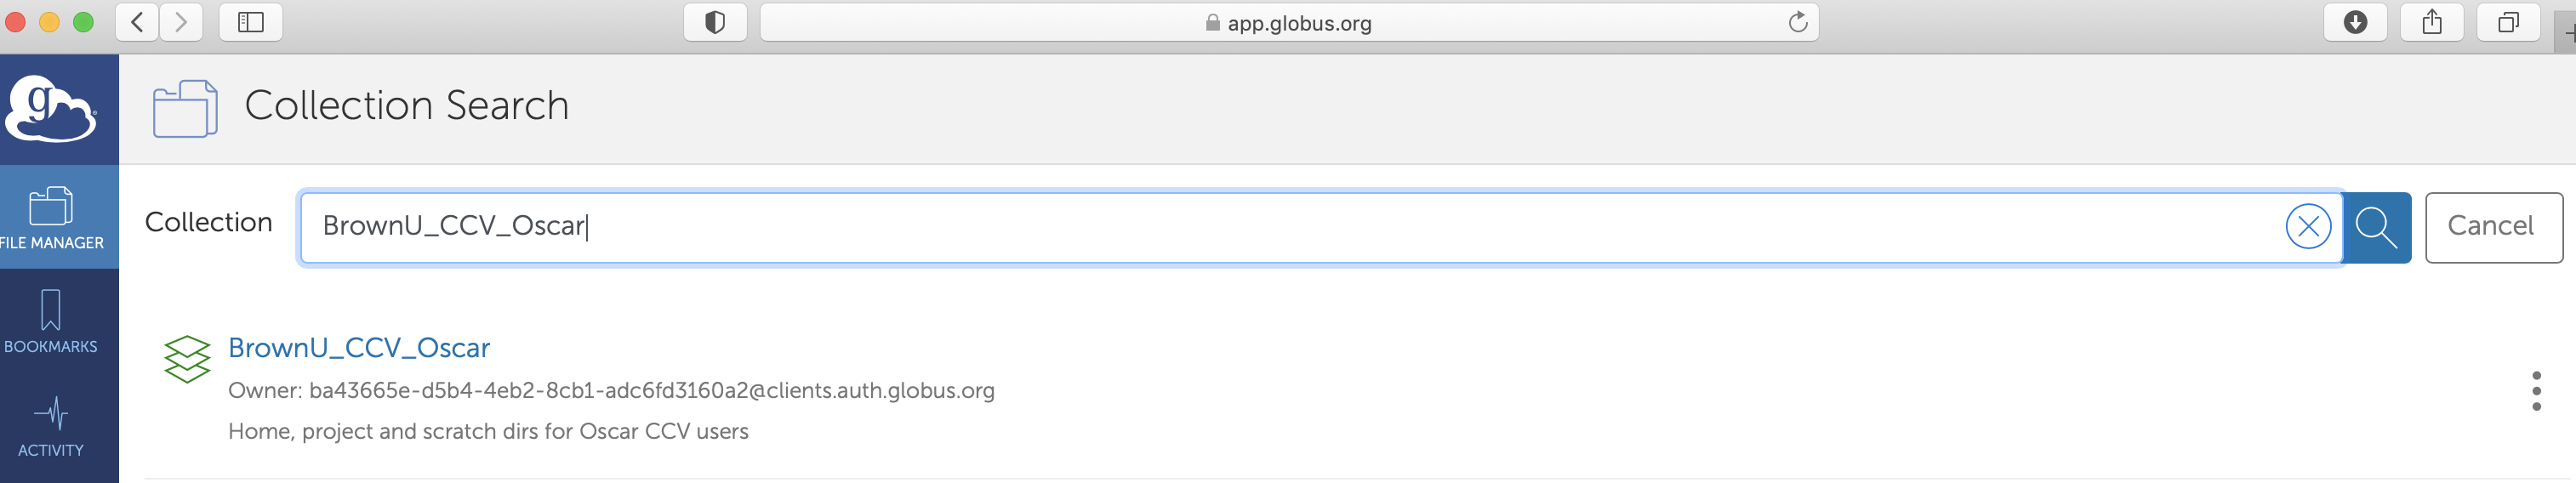 app.globus.org
g
Collection Search
FILE MANAGER
Collection
BrownU_CCV_Oscar
Cancel
BOOKMARKS
BrownU_CCV_Oscar
Owner: ba43665e-d5b4-4eb2-8cb1-adc6fd3160a2@clients.auth.globus.org
Home, project and scratch dirs for Oscar CCV users
ACTIVITY